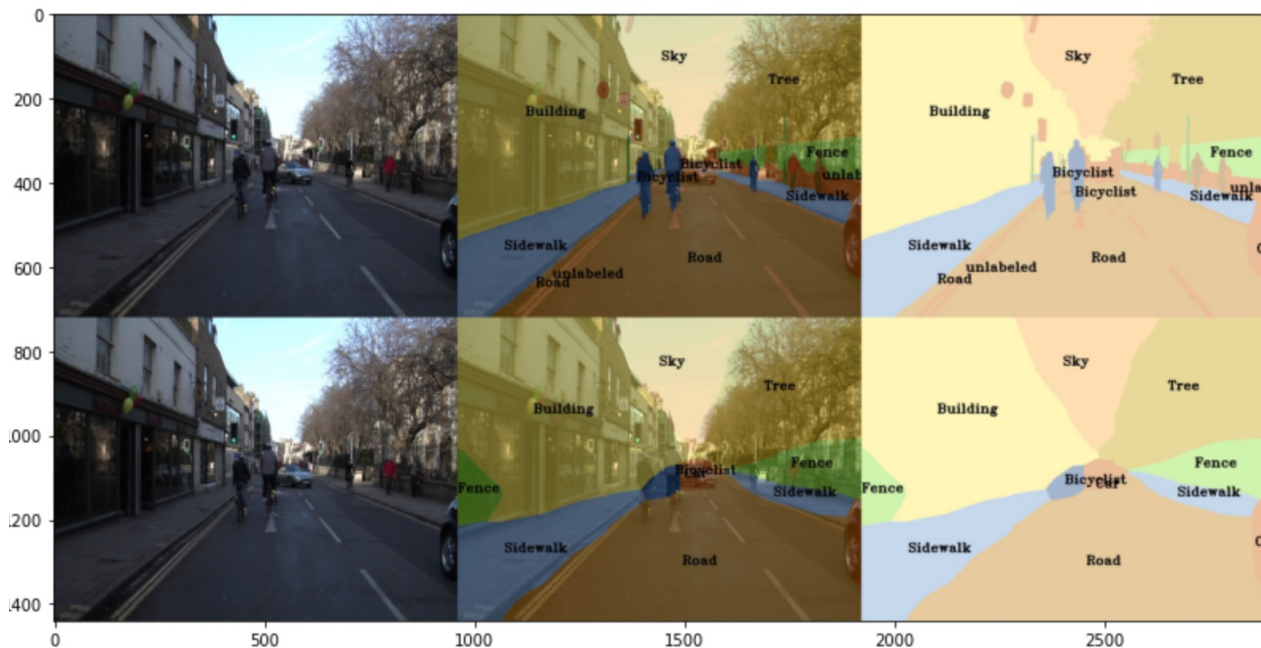 0
200
400
600
800
1000
1200
1400
0
500
1000
1500
2000
2500
Sky
Tree
Building
Fence
Bicyclist
Bicyclist
unlab
Sidewalk
Sidewalk
Road
unlabeled
Road
Sky
Tree
Building
Fence
Bicyclist
Bicyclist
unla
Sidewalk
Sidewalk
Road
unlabeled
Road
Sky
Tree
Building
Bicyclist
Car
Fence
Fence
Sidewalk
Sidewalk
Road
Sky
Tree
Building
Bicyclist
Car
Fence
Fence
Sidewalk
Sidewalk
Road